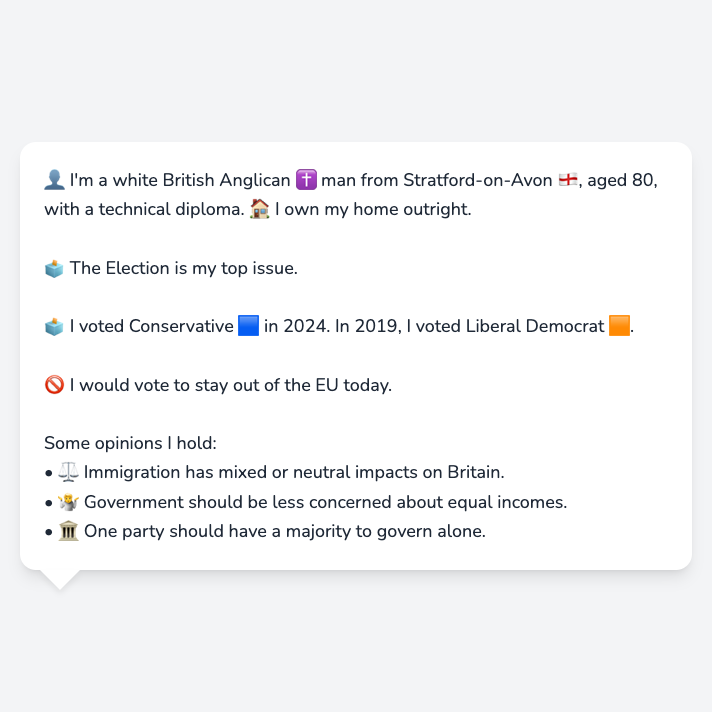 👤 I'm a white British Anglican ✝️ man from Stratford-on-Avon 🏴󠁧󠁢󠁥󠁮󠁧󠁿, aged 80,
with a technical diploma. 🏠 I own my home outright.
🗳️ The Election is my top issue.
🗳️ I voted Conservative 🟦 in 2024. In 2019, I voted Liberal Democrat 🟧.
🚫 I would vote to stay out of the EU today.
Some opinions I hold:
• ⚖️ Immigration has mixed or neutral impacts on Britain.
• 🤷 Government should be less concerned about equal incomes.
• 🏛️ One party should have a majority to govern alone.